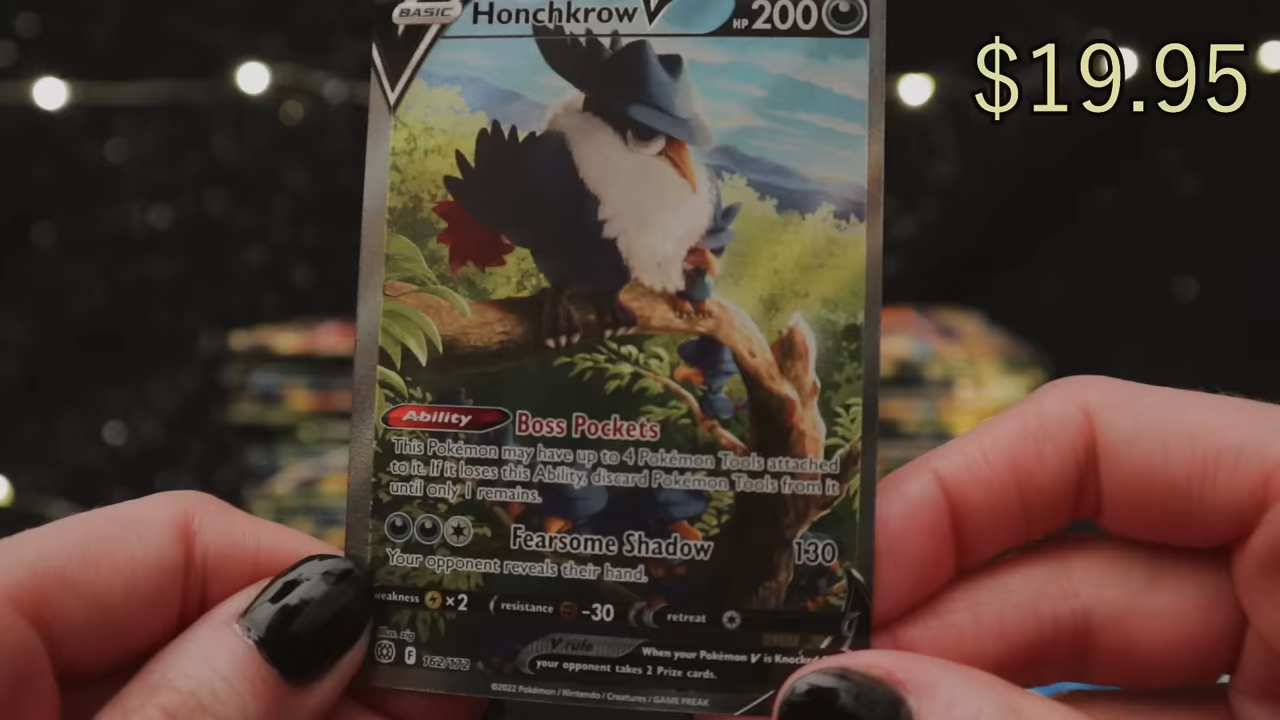 BASIC Honchkrow V HP 200
$19.95
Ability Boss Pockets
This Pokémon may have up to 4 Pokémon Tools attached
to it. If it loses this Ability, discard Pokémon Tools from it
until only 1 remains.
Fearsome Shadow 130
Your opponent reveals their hand.
weakness ×2 resistance -30 retreat
Illus. zig
V rule When your Pokémon V is Knocked
F 162/172 your opponent takes 2 Prize cards.
©2022 Pokémon / Nintendo / Creatures / GAME FREAK